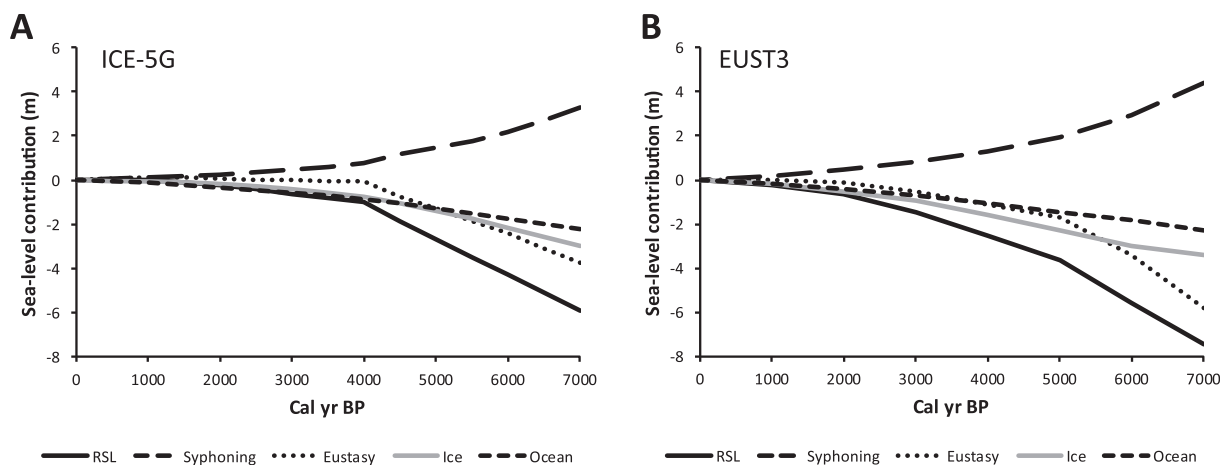 A
B
ICE-5G
EUST3
Sea-level contribution (m)
6
4
2
0
-2
-4
-6
-8
0 1000 2000 3000 4000 5000 6000 7000
Cal yr BP
RSL Syphoning Eustasy Ice Ocean
Sea-level contribution (m)
6
4
2
0
-2
-4
-6
-8
0 1000 2000 3000 4000 5000 6000 7000
Cal yr BP
RSL Syphoning Eustasy Ice Ocean